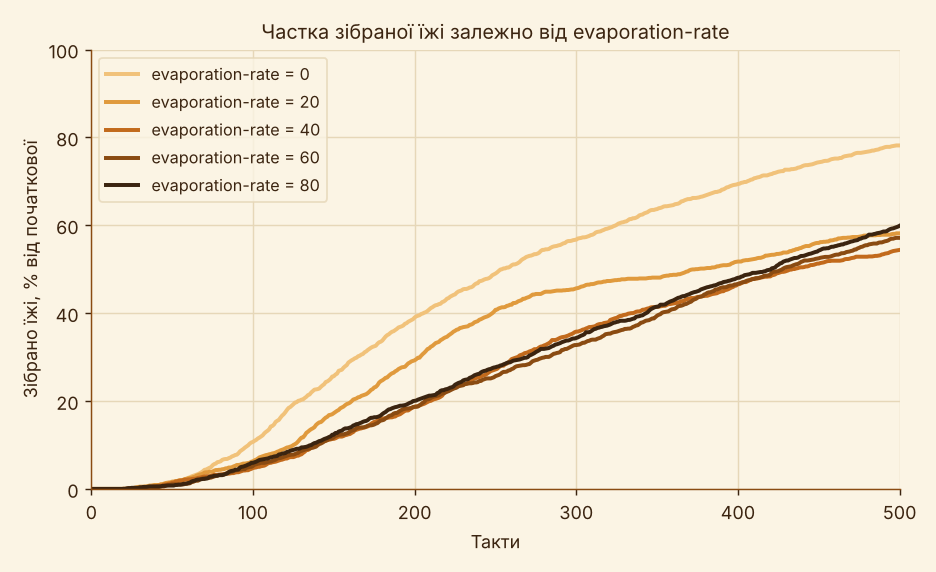 Частка зібраної їжі залежно від evaporation-rate
Зібрано їжі, % від початкової
100
80
60
40
20
0
evaporation-rate = 0
evaporation-rate = 20
evaporation-rate = 40
evaporation-rate = 60
evaporation-rate = 80
0
100
200
300
400
500
Такти